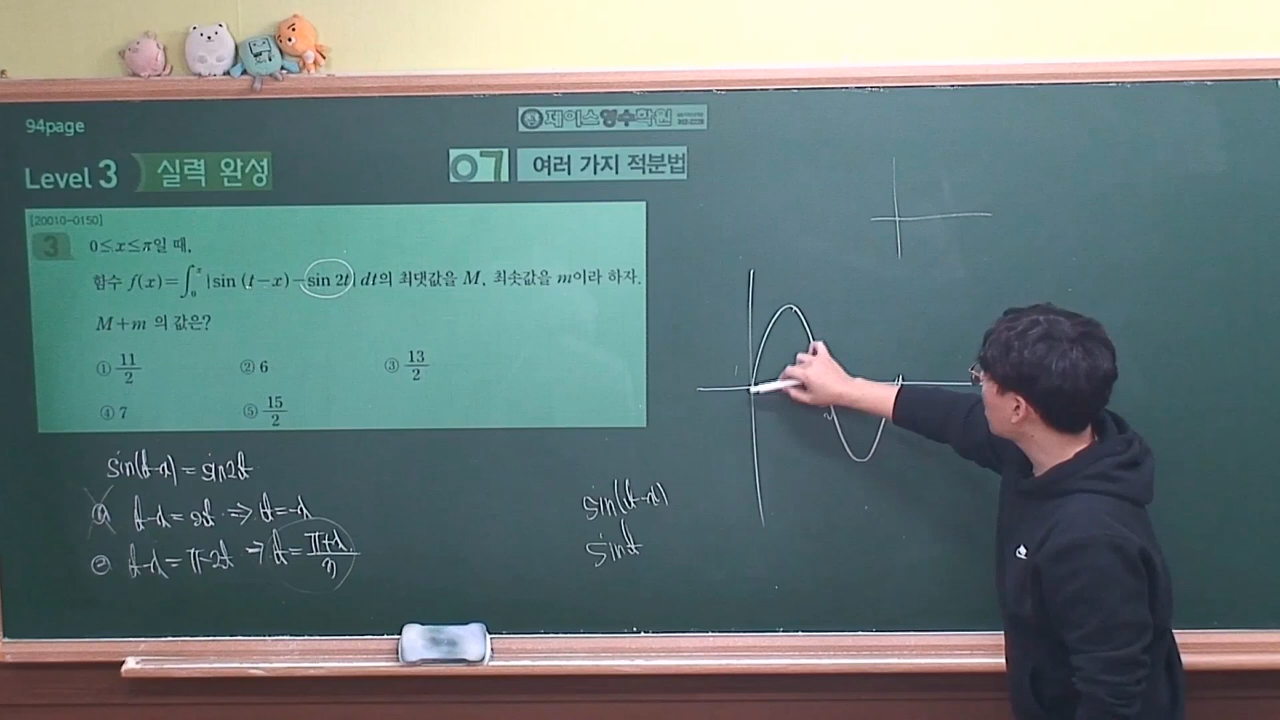 94page
제이스영수학원
Level 3 실력 완성
07 여러 가지 적분법
[20010-0150]
3
0≤x≤π일 때,
함수 f(x)=∫₀^π |sin (t-x)-sin 2t| dt의 최댓값을 M, 최솟값을 m이라 하자.
M+m 의 값은?
① 11/2 ② 6 ③ 13/2
④ 7 ⑤ 15/2
sin(t-x)=sin2t
① t-x=2t ⇒ t=-x
② t-x=π-2t → t=(π+x)/3
sin(t-x)
sint